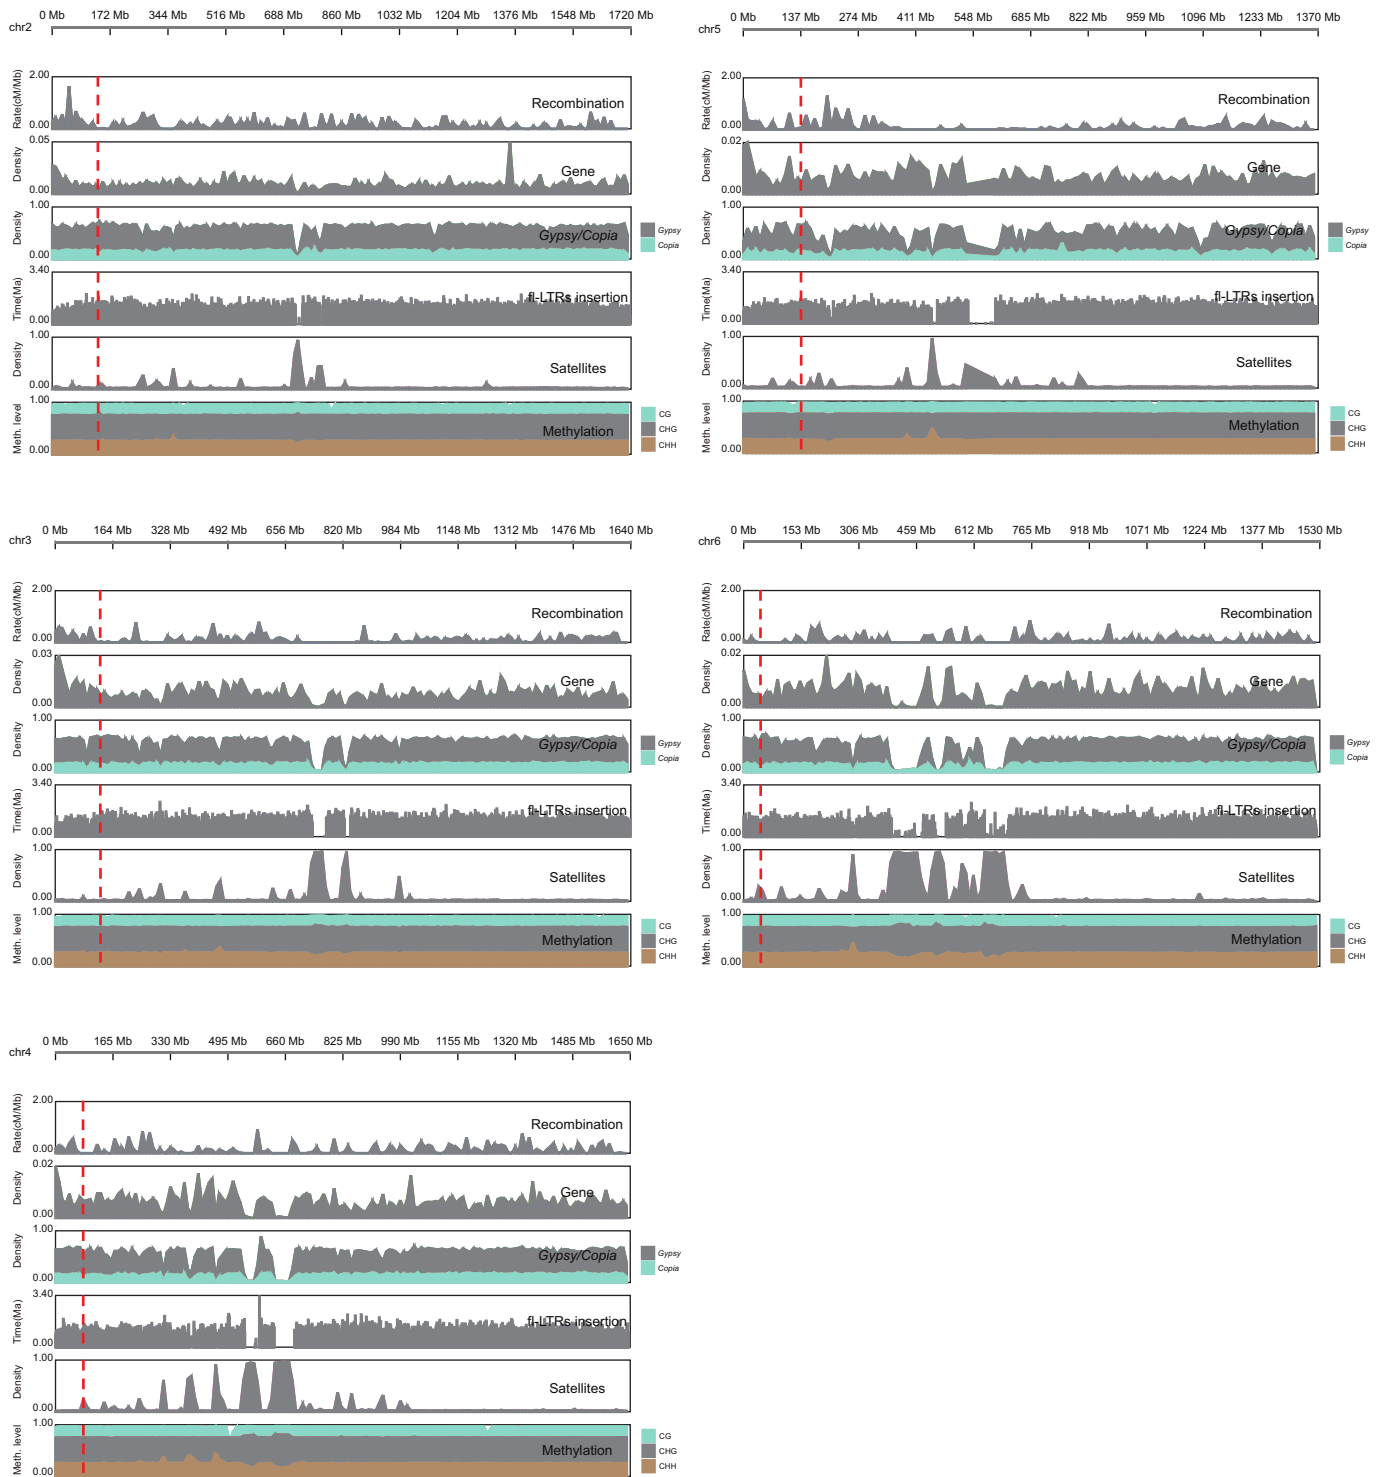 chr2
0 Mb 172 Mb 344 Mb 516 Mb 688 Mb 860 Mb 1032 Mb 1204 Mb 1376 Mb 1548 Mb 1720 Mb
Rate(cM/Mb) 2.00 0.00 Recombination
Density 0.05 0.00 Gene
Density 1.00 0.00 Gypsy/Copia Gypsy Copia
Time(Ma) 3.40 0.00 fl-LTRs insertion
Density 1.00 0.00 Satellites
Meth. level 1.00 0.00 Methylation CG CHG CHH
chr5
0 Mb 137 Mb 274 Mb 411 Mb 548 Mb 685 Mb 822 Mb 959 Mb 1096 Mb 1233 Mb 1370 Mb
Rate(cM/Mb) 2.00 0.00 Recombination
Density 0.02 0.00 Gene
Density 1.00 0.00 Gypsy/Copia Gypsy Copia
Time(Ma) 3.40 0.00 fl-LTRs insertion
Density 1.00 0.00 Satellites
Meth. level 1.00 0.00 Methylation CG CHG CHH
chr3
0 Mb 164 Mb 328 Mb 492 Mb 656 Mb 820 Mb 984 Mb 1148 Mb 1312 Mb 1476 Mb 1640 Mb
Rate(cM/Mb) 2.00 0.00 Recombination
Density 0.03 0.00 Gene
Density 1.00 0.00 Gypsy/Copia Gypsy Copia
Time(Ma) 3.40 0.00 fl-LTRs insertion
Density 1.00 0.00 Satellites
Meth. level 1.00 0.00 Methylation CG CHG CHH
chr6
0 Mb 153 Mb 306 Mb 459 Mb 612 Mb 765 Mb 918 Mb 1071 Mb 1224 Mb 1377 Mb 1530 Mb
Rate(cM/Mb) 2.00 0.00 Recombination
Density 0.02 0.00 Gene
Density 1.00 0.00 Gypsy/Copia Gypsy Copia
Time(Ma) 3.40 0.00 fl-LTRs insertion
Density 1.00 0.00 Satellites
Meth. level 1.00 0.00 Methylation CG CHG CHH
chr4
0 Mb 165 Mb 330 Mb 495 Mb 660 Mb 825 Mb 990 Mb 1155 Mb 1320 Mb 1485 Mb 1650 Mb
Rate(cM/Mb) 2.00 0.00 Recombination
Density 0.02 0.00 Gene
Density 1.00 0.00 Gypsy/Copia Gypsy Copia
Time(Ma) 3.40 0.00 fl-LTRs insertion
Density 1.00 0.00 Satellites
Meth. level 1.00 0.00 Methylation CG CHG CHH